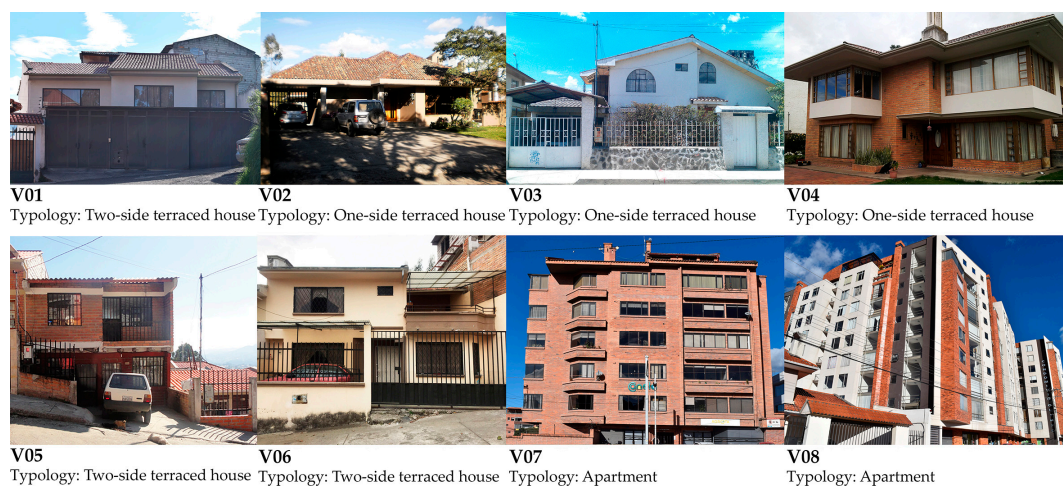 V01
Typology: Two-side terraced house
V02
Typology: One-side terraced house
V03
Typology: One-side terraced house
V04
Typology: One-side terraced house
V05
Typology: Two-side terraced house
V06
Typology: Two-side terraced house
V07
Typology: Apartment
V08
Typology: Apartment